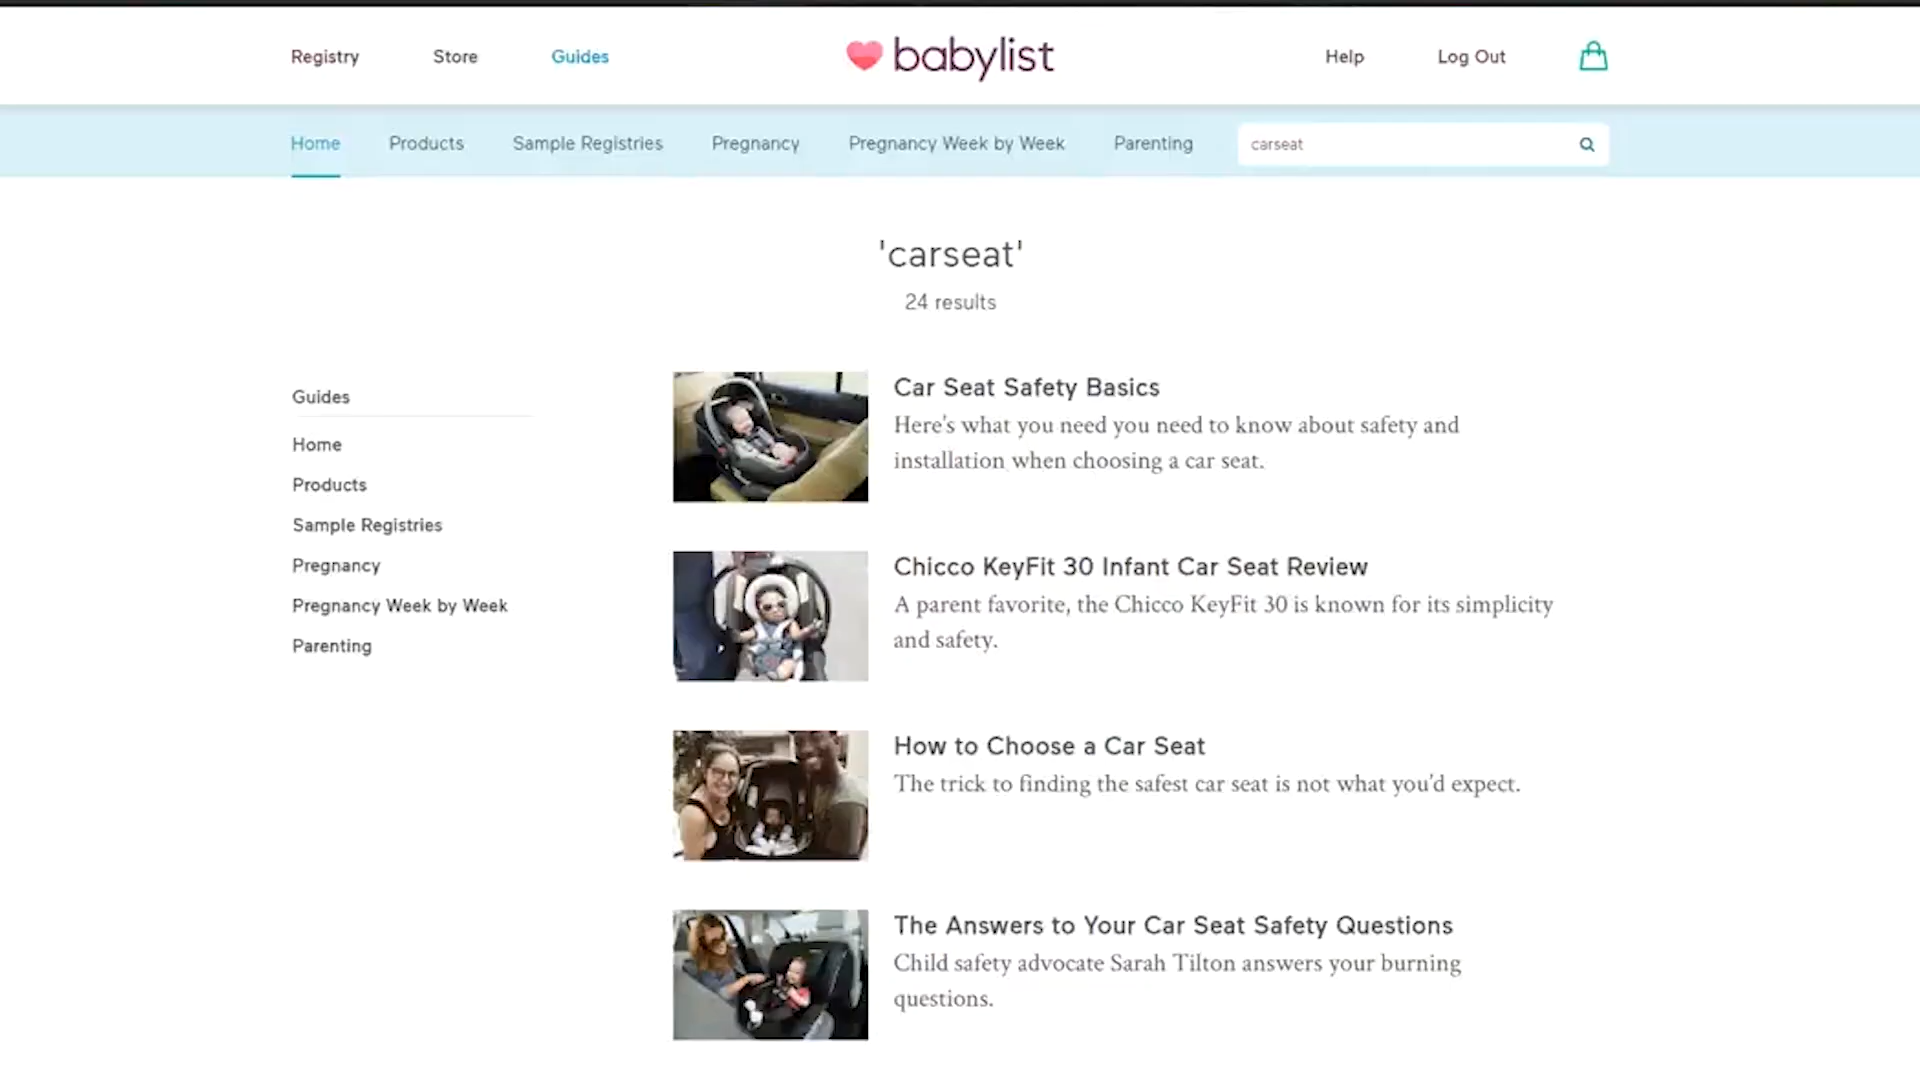 Registry Store Guides babylist Help Log Out
Home Products Sample Registries Pregnancy Pregnancy Week by Week Parenting carseat
'carseat'
24 results
Guides
Home
Products
Sample Registries
Pregnancy
Pregnancy Week by Week
Parenting
Car Seat Safety Basics
Here's what you need you need to know about safety and
installation when choosing a car seat.
Chicco KeyFit 30 Infant Car Seat Review
A parent favorite, the Chicco KeyFit 30 is known for its simplicity
and safety.
How to Choose a Car Seat
The trick to finding the safest car seat is not what you'd expect.
The Answers to Your Car Seat Safety Questions
Child safety advocate Sarah Tilton answers your burning
questions.